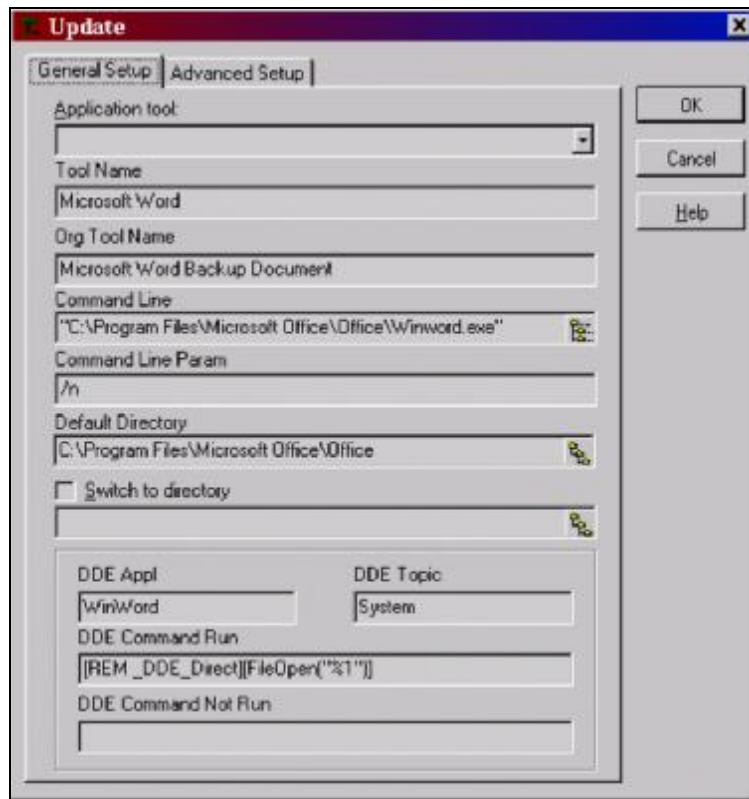 Update
General Setup Advanced Setup
Application tool:
OK
Tool Name
Cancel
Microsoft Word
Help
Org Tool Name
Microsoft Word Backup Document
Command Line
"C:\Program Files\Microsoft Office\Office\Winword.exe"
Command Line Param
/n
Default Directory
C:\Program Files\Microsoft Office\Office
Switch to directory
DDE Appl DDE Topic
WinWord System
DDE Command Run
[REM _DDE_Direct][FileOpen("%1")]
DDE Command Not Run